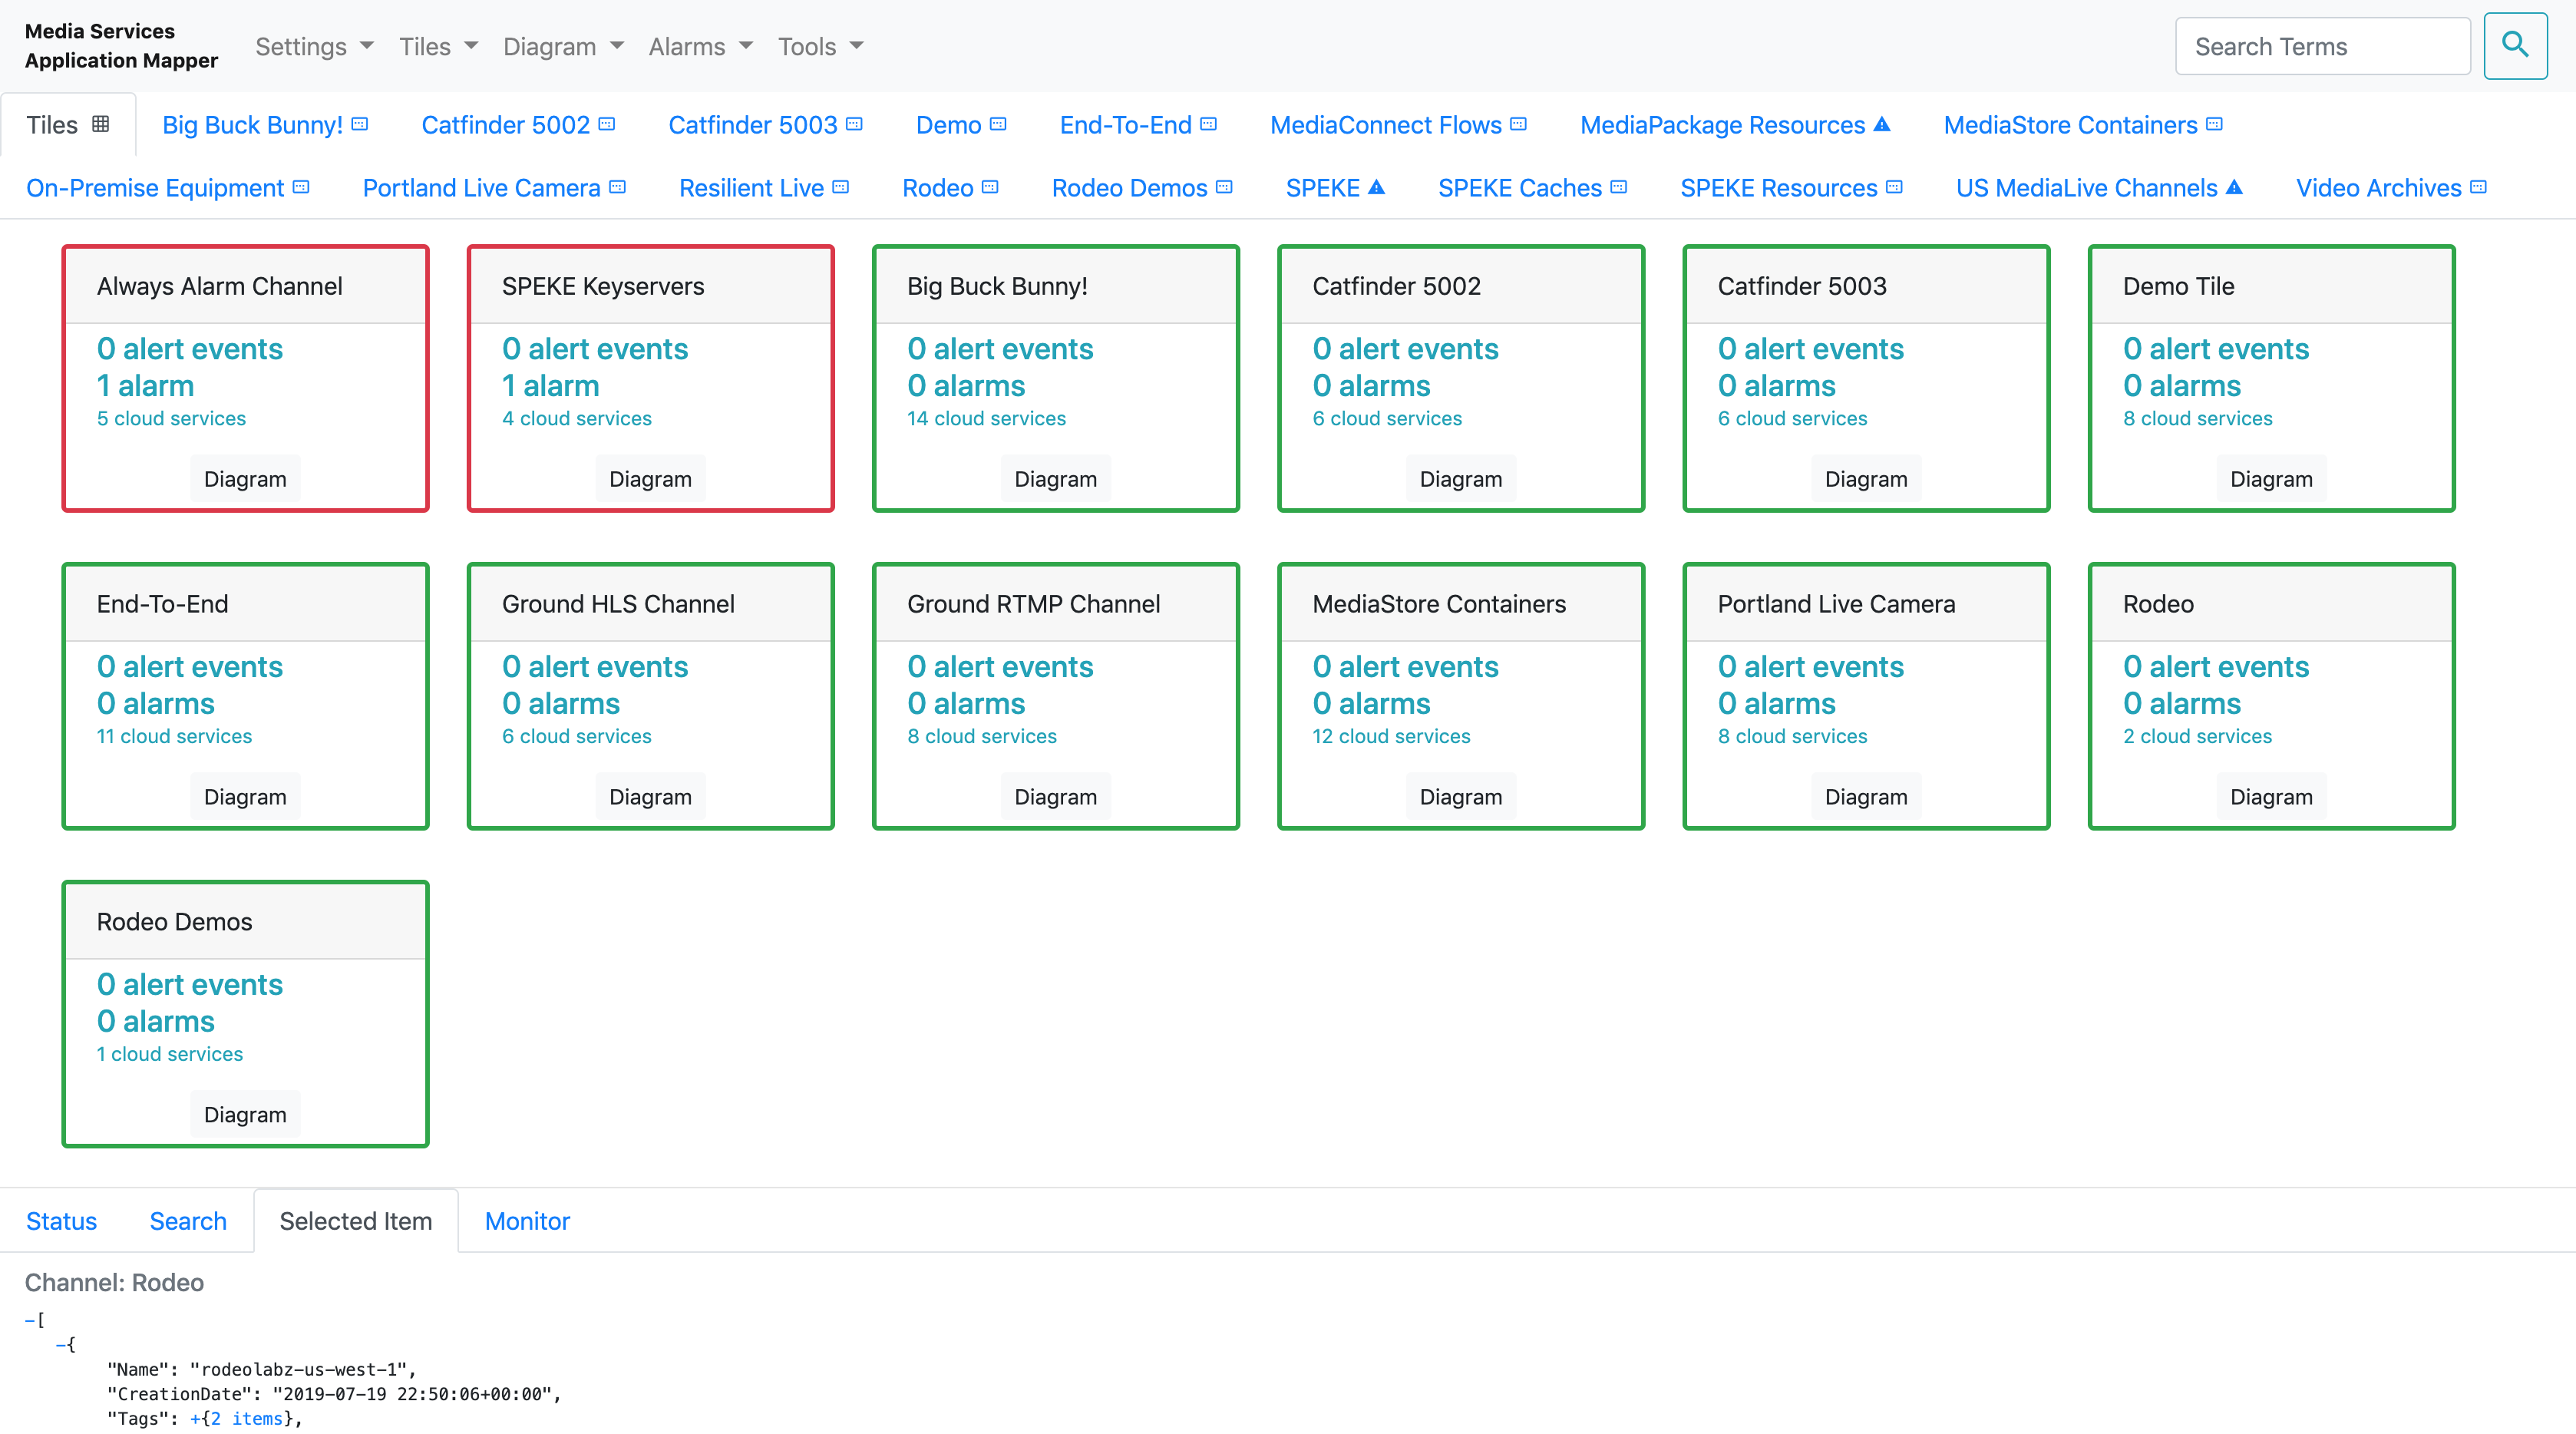 Media Services
Application Mapper
Settings Tiles Diagram Alarms Tools
Search Terms
Tiles Big Buck Bunny! Catfinder 5002 Catfinder 5003 Demo End-To-End MediaConnect Flows MediaPackage Resources MediaStore Containers
On-Premise Equipment Portland Live Camera Resilient Live Rodeo Rodeo Demos SPEKE SPEKE Caches SPEKE Resources US MediaLive Channels Video Archives
Always Alarm Channel
0 alert events
1 alarm
5 cloud services
Diagram
SPEKE Keyservers
0 alert events
1 alarm
4 cloud services
Diagram
Big Buck Bunny!
0 alert events
0 alarms
14 cloud services
Diagram
Catfinder 5002
0 alert events
0 alarms
6 cloud services
Diagram
Catfinder 5003
0 alert events
0 alarms
6 cloud services
Diagram
Demo Tile
0 alert events
0 alarms
8 cloud services
Diagram
End-To-End
0 alert events
0 alarms
11 cloud services
Diagram
Ground HLS Channel
0 alert events
0 alarms
6 cloud services
Diagram
Ground RTMP Channel
0 alert events
0 alarms
8 cloud services
Diagram
MediaStore Containers
0 alert events
0 alarms
12 cloud services
Diagram
Portland Live Camera
0 alert events
0 alarms
8 cloud services
Diagram
Rodeo
0 alert events
0 alarms
2 cloud services
Diagram
Rodeo Demos
0 alert events
0 alarms
1 cloud services
Diagram
Status Search Selected Item Monitor
Channel: Rodeo
−[
−{
"Name": "rodeolabz-us-west-1",
"CreationDate": "2019-07-19 22:50:06+00:00",
"Tags": +{2 items},